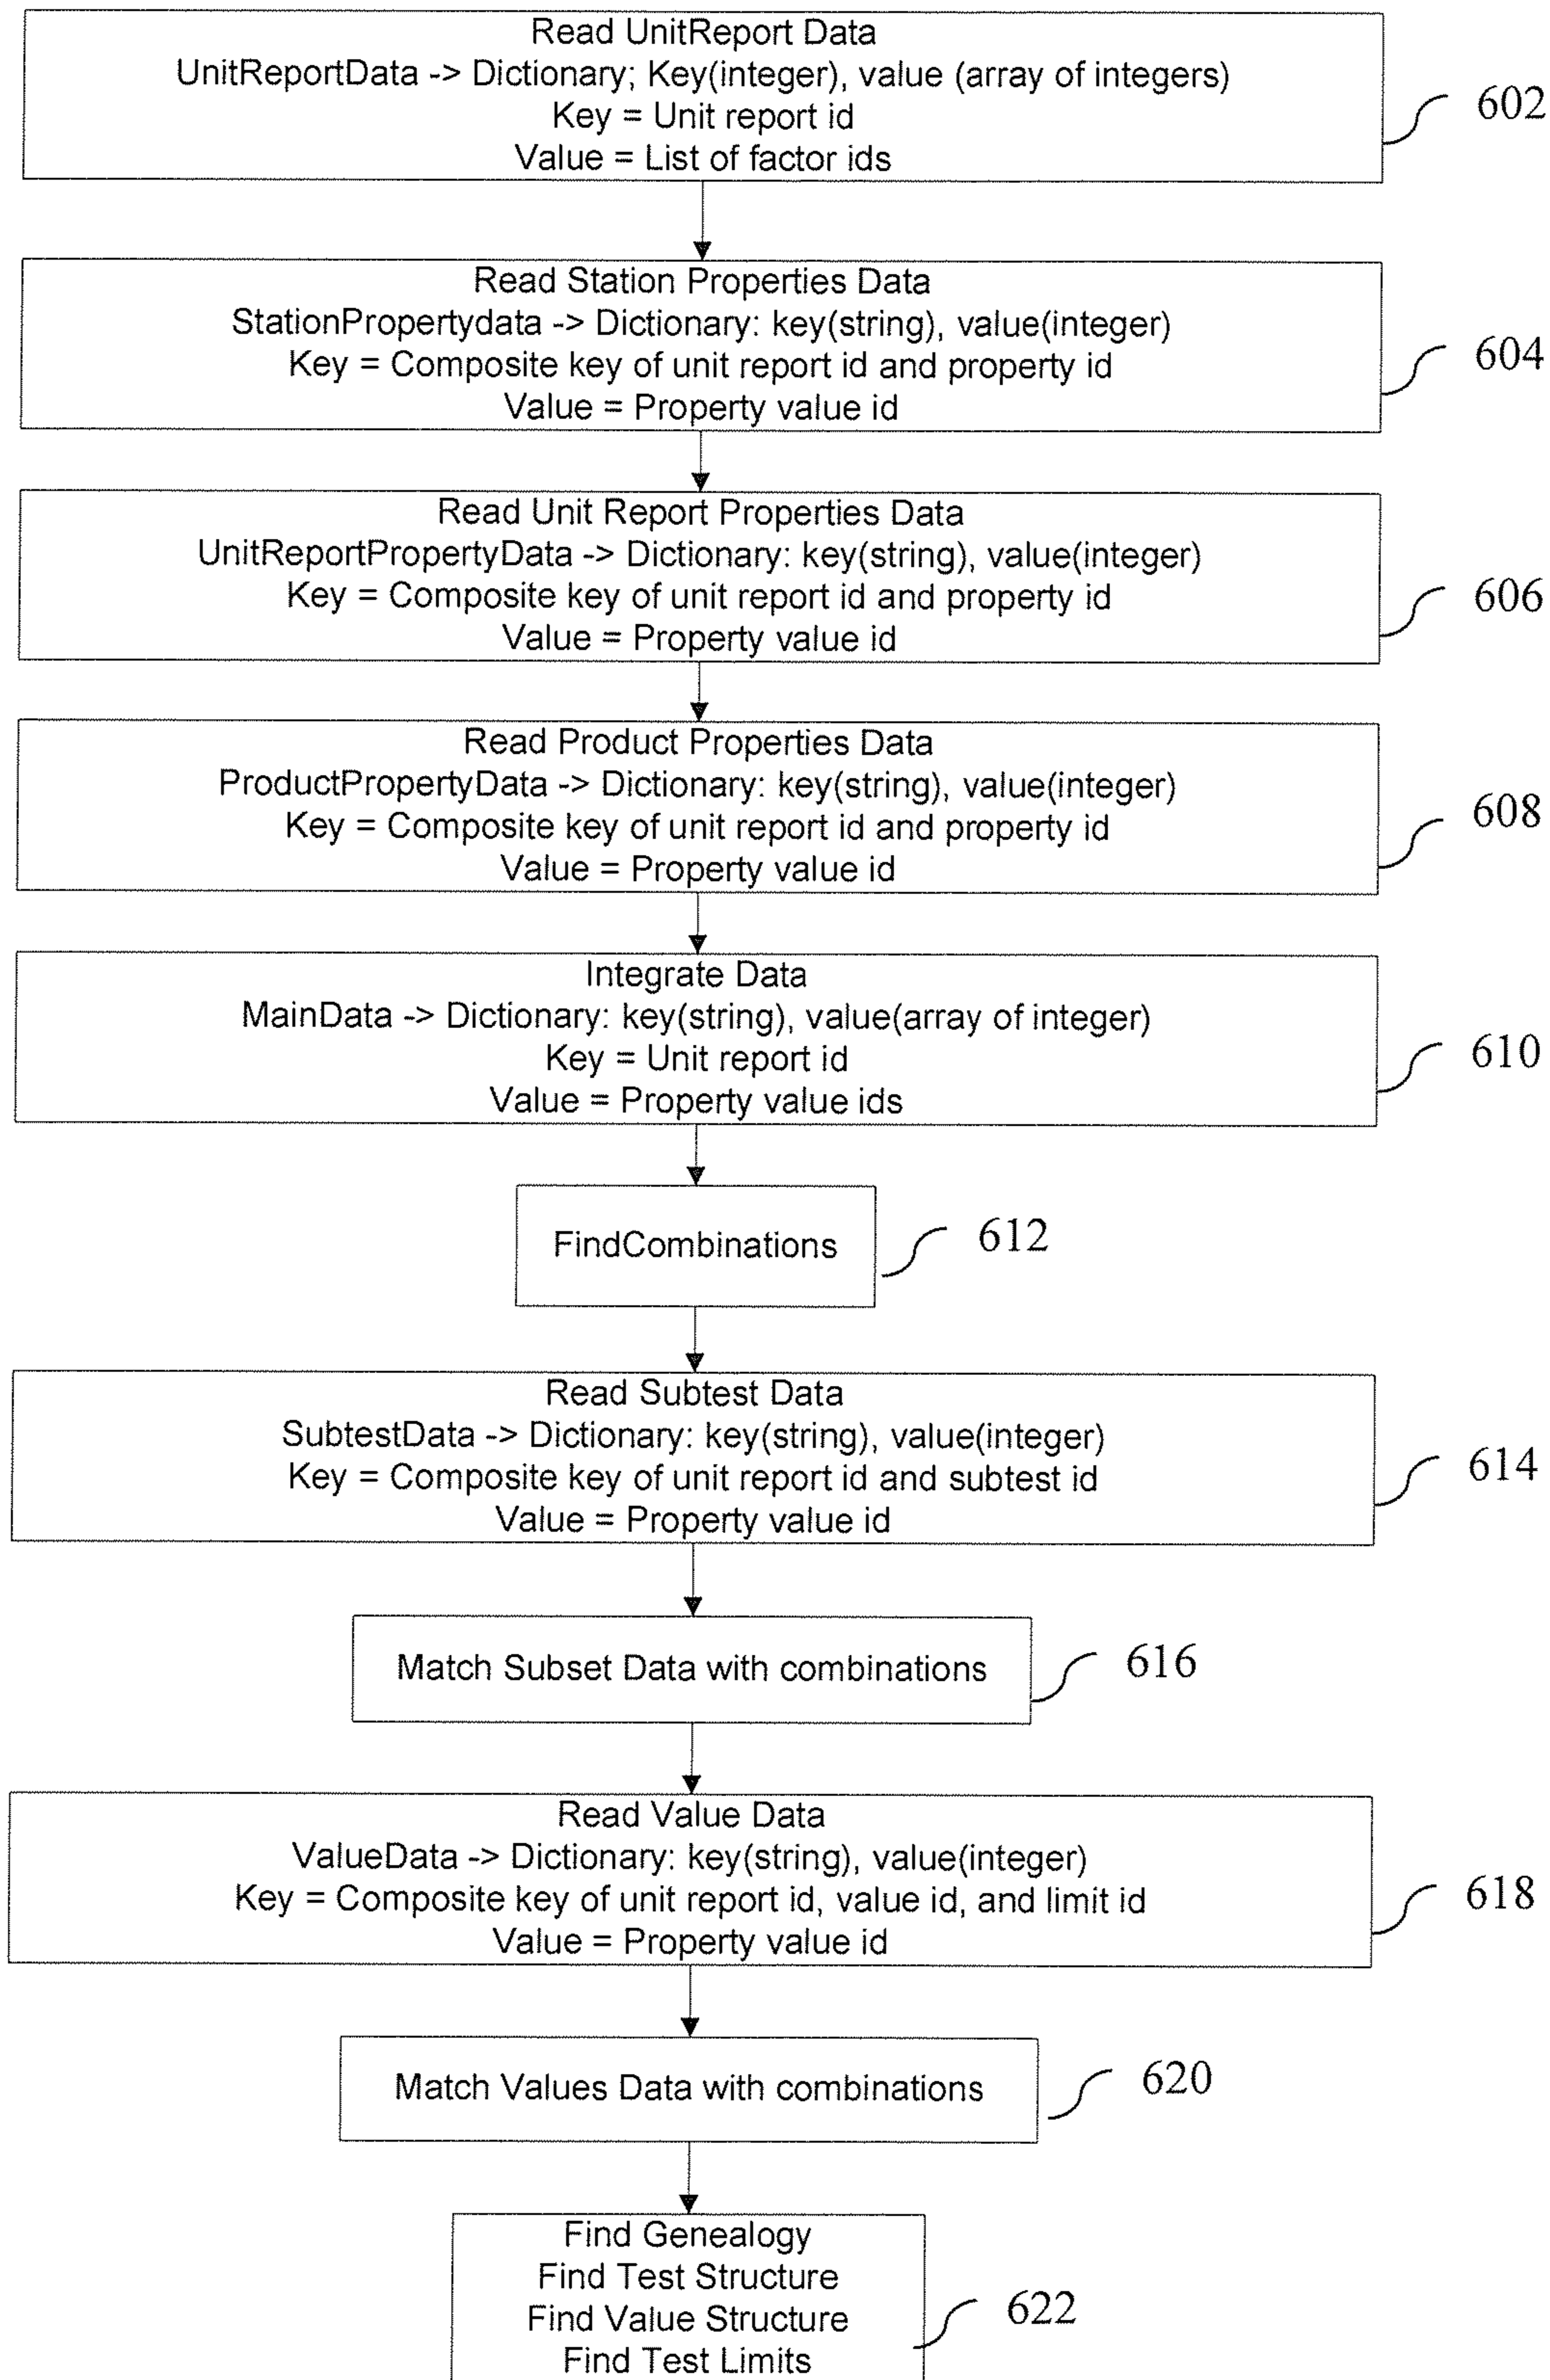 Read UnitReport Data
UnitReportData -> Dictionary; Key(integer), value (array of integers)
Key = Unit report id
Value = List of factor ids
602
Read Station Properties Data
StationPropertydata -> Dictionary: key(string), value(integer)
Key = Composite key of unit report id and property id
Value = Property value id
604
Read Unit Report Properties Data
UnitReportPropertyData -> Dictionary: key(string), value(integer)
Key = Composite key of unit report id and property id
Value = Property value id
606
Read Product Properties Data
ProductPropertyData -> Dictionary: key(string), value(integer)
Key = Composite key of unit report id and property id
Value = Property value id
608
Integrate Data
MainData -> Dictionary: key(string), value(array of integer)
Key = Unit report id
Value = Property value ids
610
FindCombinations
612
Read Subtest Data
SubtestData -> Dictionary: key(string), value(integer)
Key = Composite key of unit report id and subtest id
Value = Property value id
614
Match Subset Data with combinations
616
Read Value Data
ValueData -> Dictionary: key(string), value(integer)
Key = Composite key of unit report id, value id, and limit id
Value = Property value id
618
Match Values Data with combinations
620
Find Genealogy
Find Test Structure
Find Value Structure
Find Test Limits
622